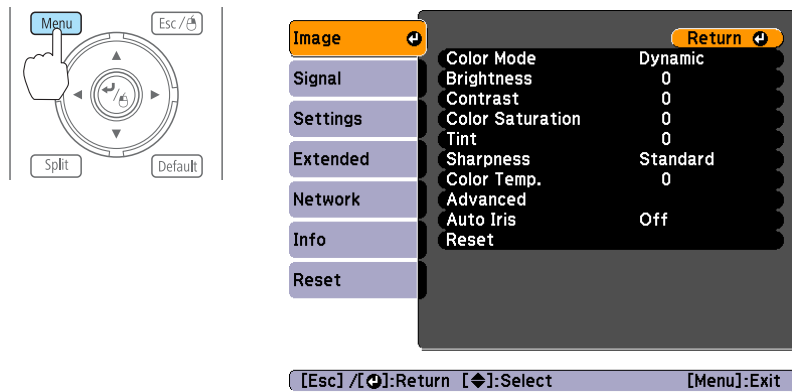 Menu
Esc/
Split
Default
Image
Signal
Settings
Extended
Network
Info
Reset
Return
Color Mode Dynamic
Brightness 0
Contrast 0
Color Saturation 0
Tint 0
Sharpness Standard
Color Temp. 0
Advanced
Auto Iris Off
Reset
[Esc] /[ ]:Return [ ]:Select [Menu]:Exit